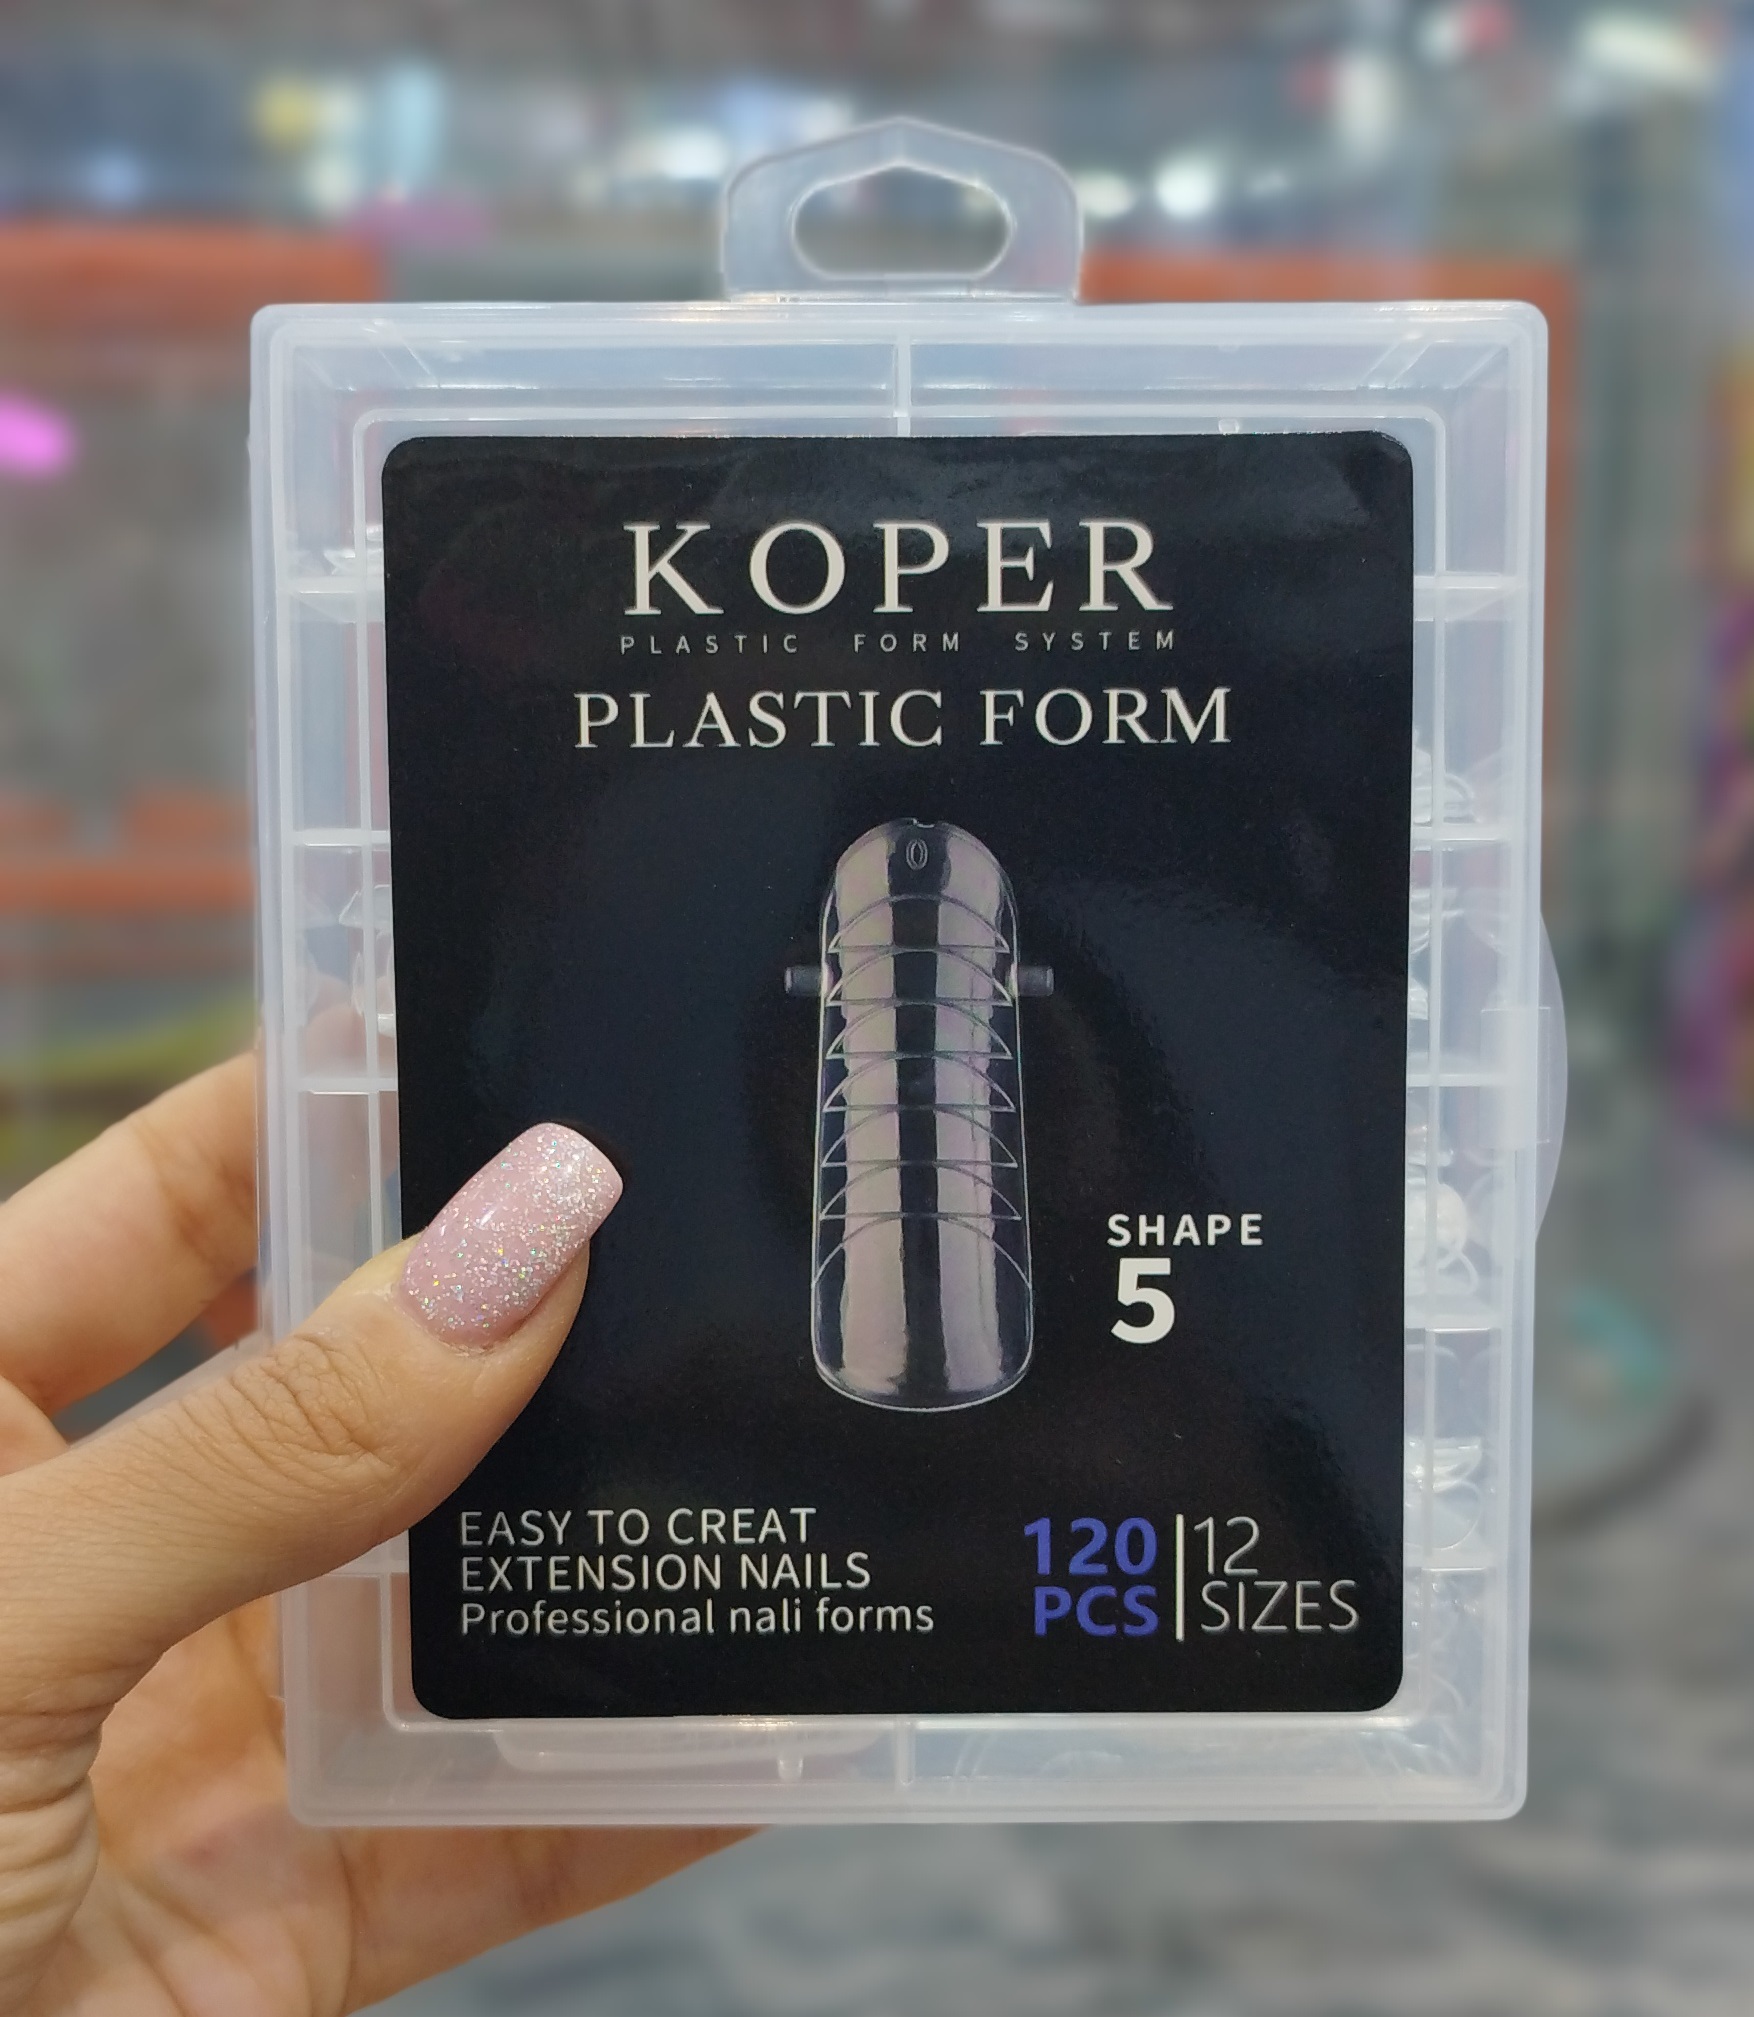 KOPER
PLASTIC FORM SYSTEM
PLASTIC FORM
0
SHAPE
5
EASY TO CREAT
EXTENSION NAILS
Professional nali forms
120
PCS
12
SIZES